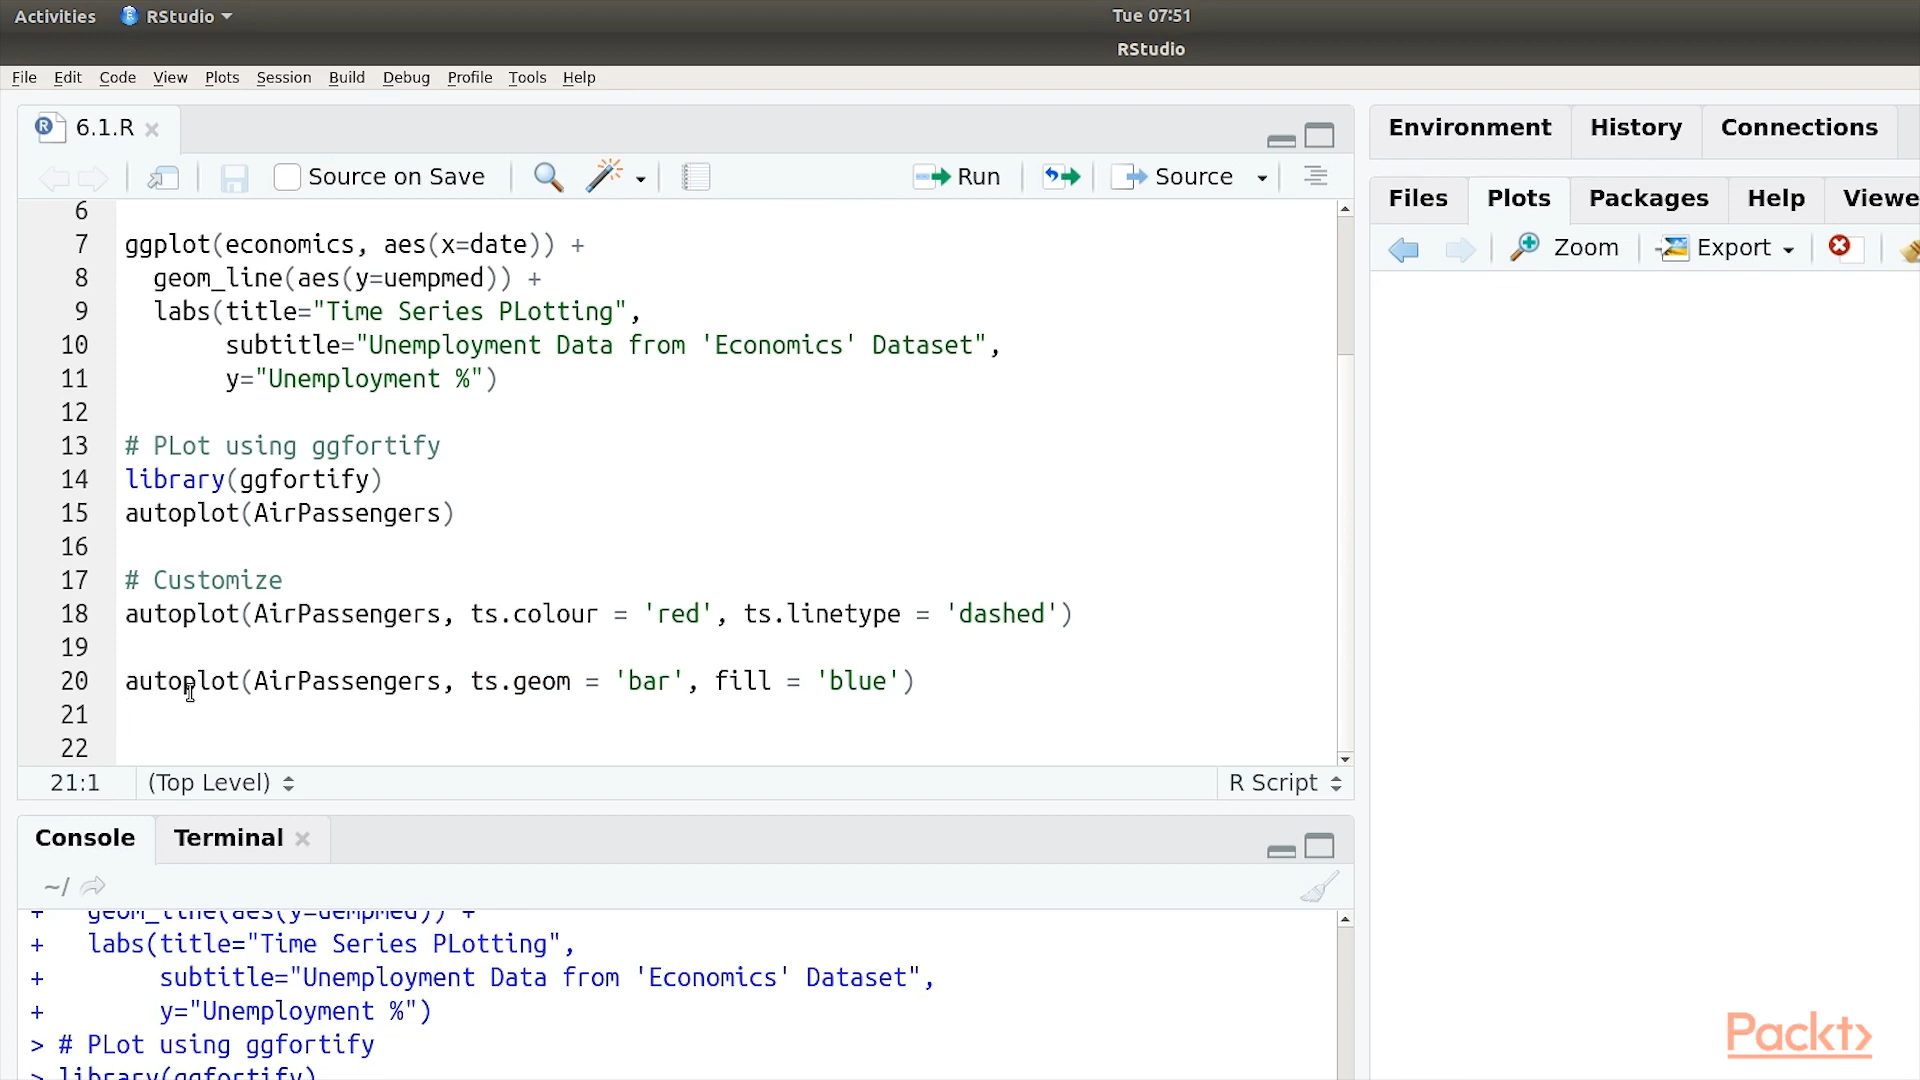 Activities RStudio Tue 07:51
RStudio
File Edit Code View Plots Session Build Debug Profile Tools Help
6.1.R
Source on Save Run Source
6
7 ggplot(economics, aes(x=date)) +
8 geom_line(aes(y=uempmed)) +
9 labs(title="Time Series PLotting",
10 subtitle="Unemployment Data from 'Economics' Dataset",
11 y="Unemployment %")
12
13 # PLot using ggfortify
14 library(ggfortify)
15 autoplot(AirPassengers)
16
17 # Customize
18 autoplot(AirPassengers, ts.colour = 'red', ts.linetype = 'dashed')
19
20 autoplot(AirPassengers, ts.geom = 'bar', fill = 'blue')
21
22
21:1 (Top Level) R Script
Console Terminal
~/
+ geom_line(aes(y=uempmed)) +
+ labs(title="Time Series PLotting",
+ subtitle="Unemployment Data from 'Economics' Dataset",
+ y="Unemployment %")
> # PLot using ggfortify
> library(ggfortify)
Environment History Connections
Files Plots Packages Help Viewe
Zoom Export
Packt>